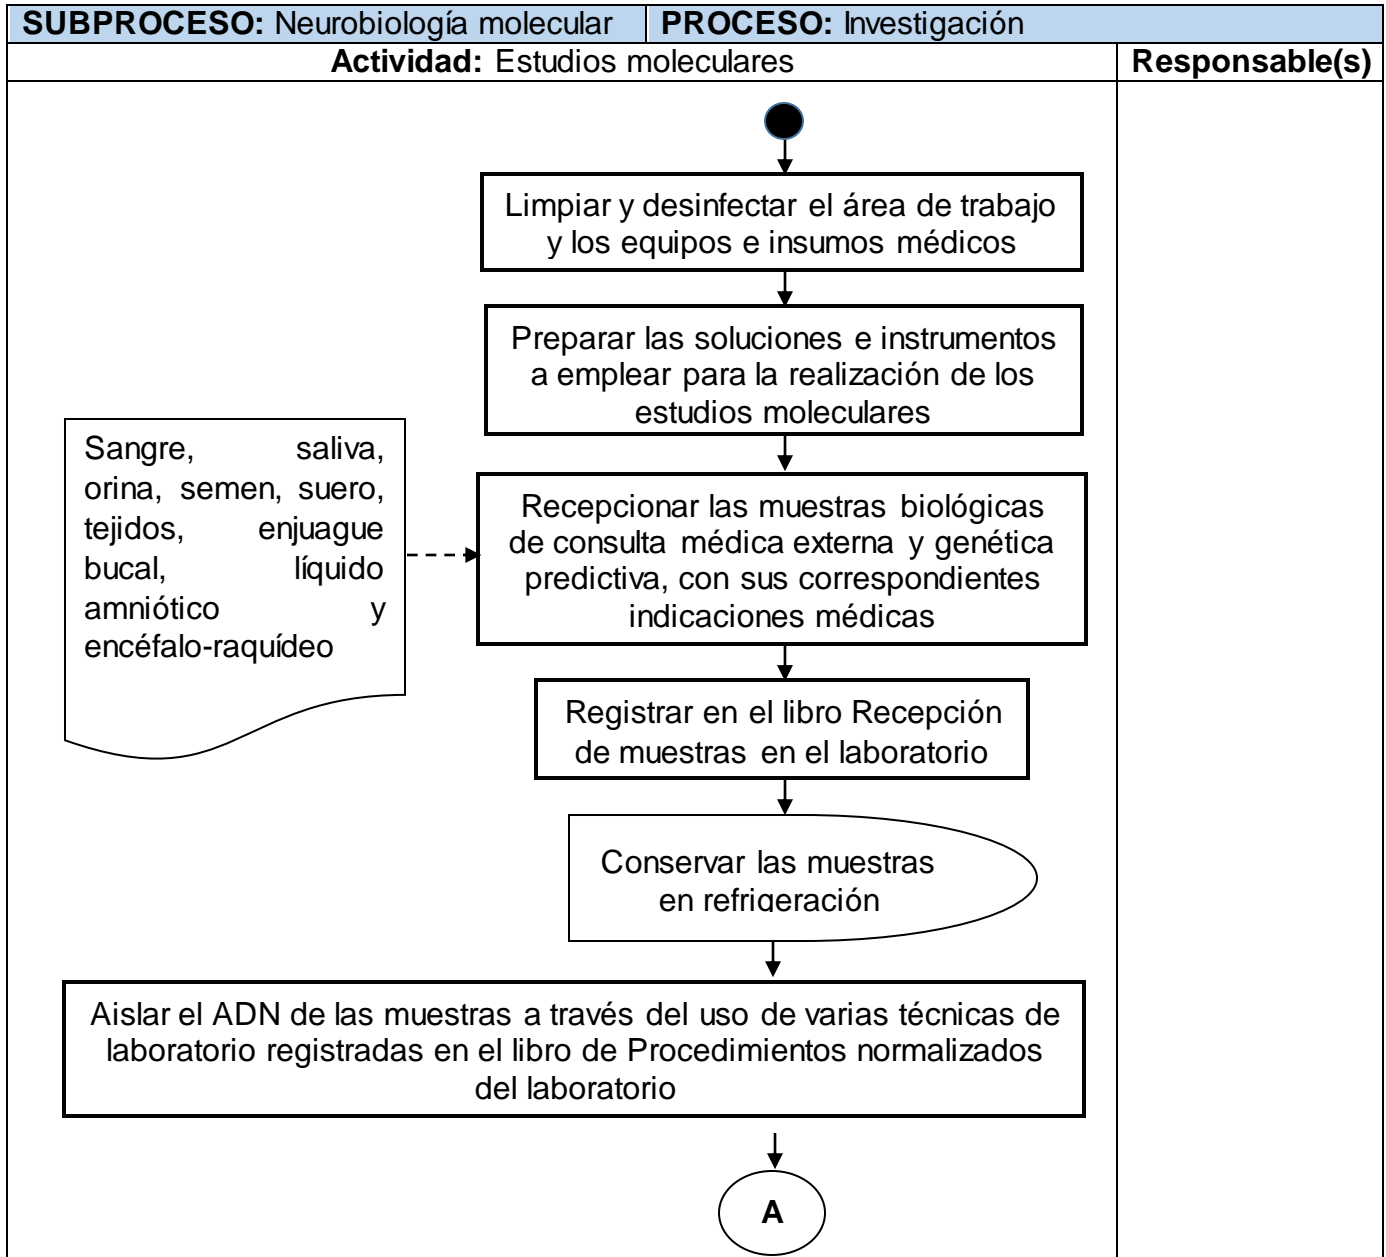 SUBPROCESO: Neurobiología molecular
PROCESO: Investigación
Actividad: Estudios moleculares
Responsable(s)
Limpiar y desinfectar el área de trabajo
y los equipos e insumos médicos
Preparar las soluciones e instrumentos
a emplear para la realización de los
estudios moleculares
Sangre, saliva,
orina, semen, suero,
tejidos, enjuague
bucal, líquido
amniótico y
encéfalo-raquídeo
Recepcionar las muestras biológicas
de consulta médica externa y genética
predictiva, con sus correspondientes
indicaciones médicas
Registrar en el libro Recepción
de muestras en el laboratorio
Conservar las muestras
en refrigeración
Aislar el ADN de las muestras a través del uso de varias técnicas de
laboratorio registradas en el libro de Procedimientos normalizados
del laboratorio
A